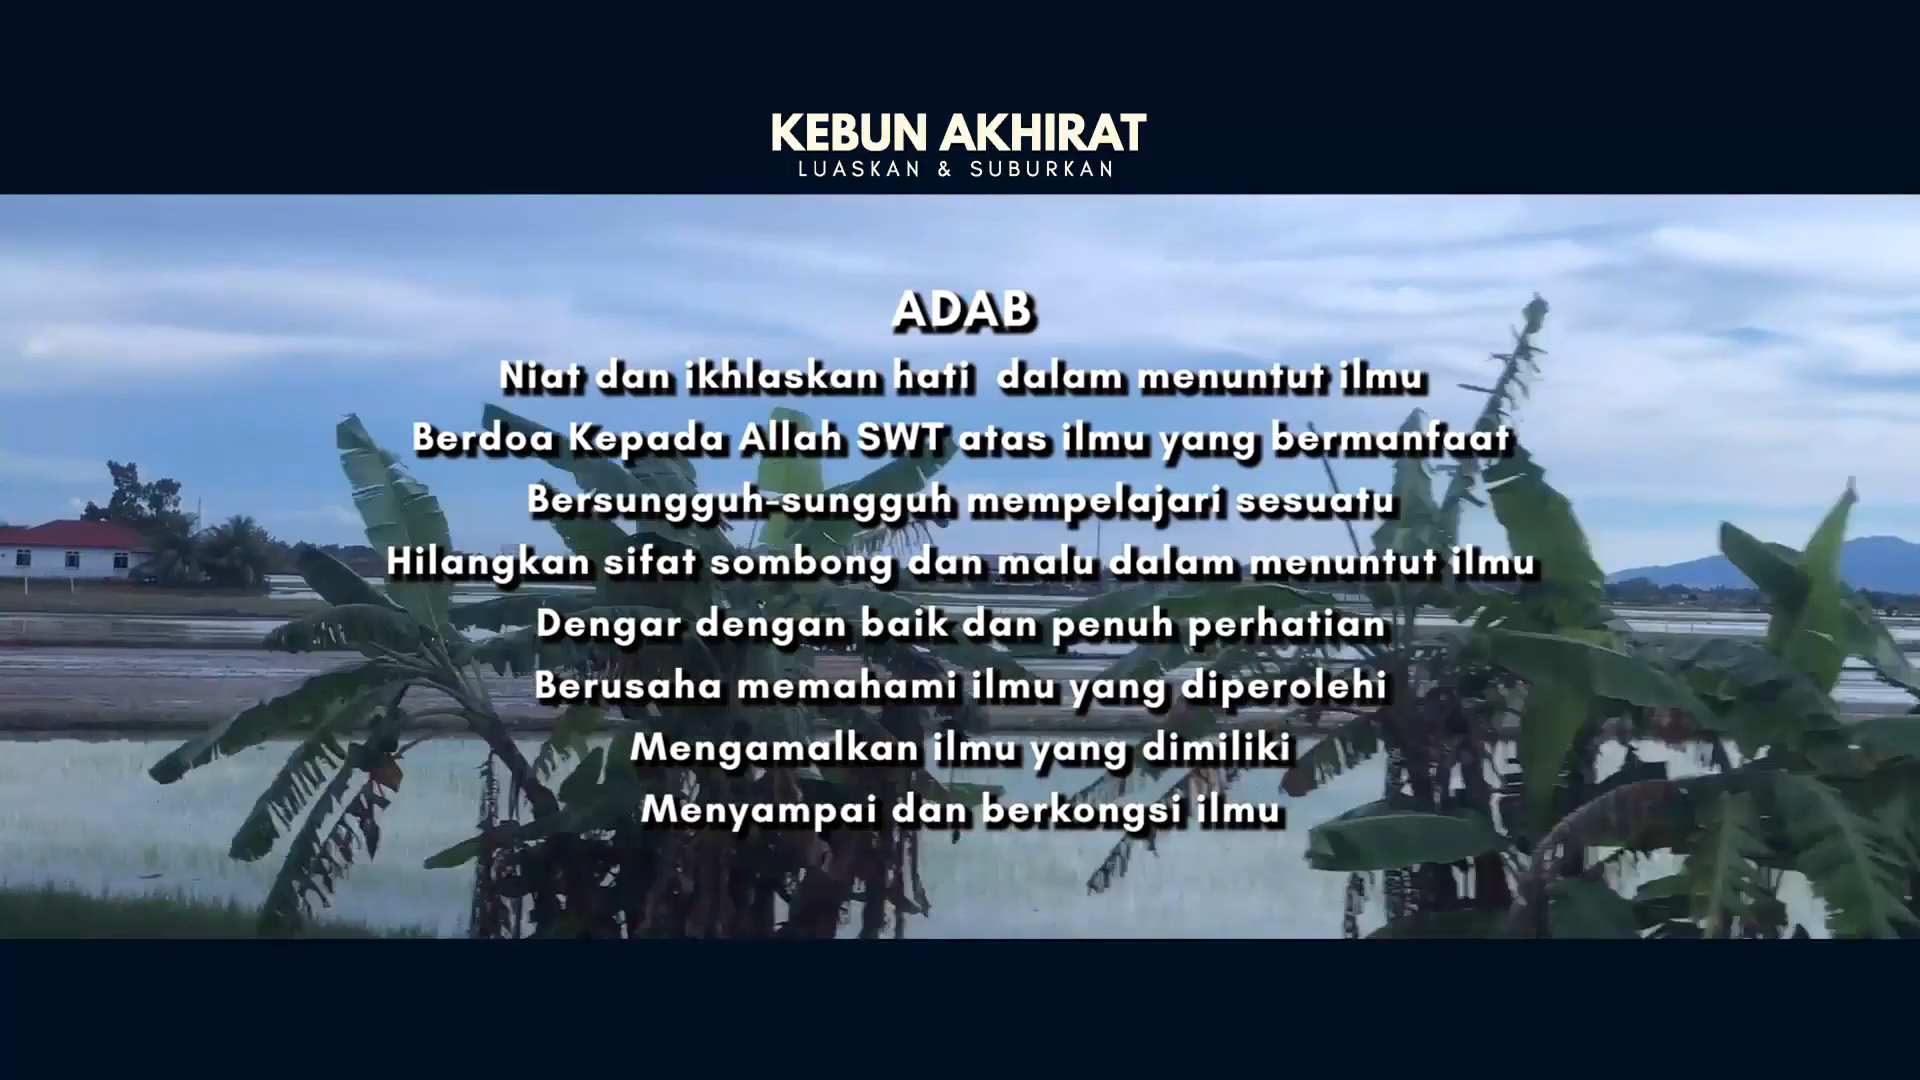 KEBUN AKHIRAT
LUASKAN & SUBURKAN
ADAB
Niat dan ikhlaskan hati dalam menuntut ilmu
Berdoa Kepada Allah SWT atas ilmu yang bermanfaat
Bersungguh-sungguh mempelajari sesuatu
Hilangkan sifat sombong dan malu dalam menuntut ilmu
Dengar dengan baik dan penuh perhatian
Berusaha memahami ilmu yang diperolehi
Mengamalkan ilmu yang dimiliki
Menyampai dan berkongsi ilmu